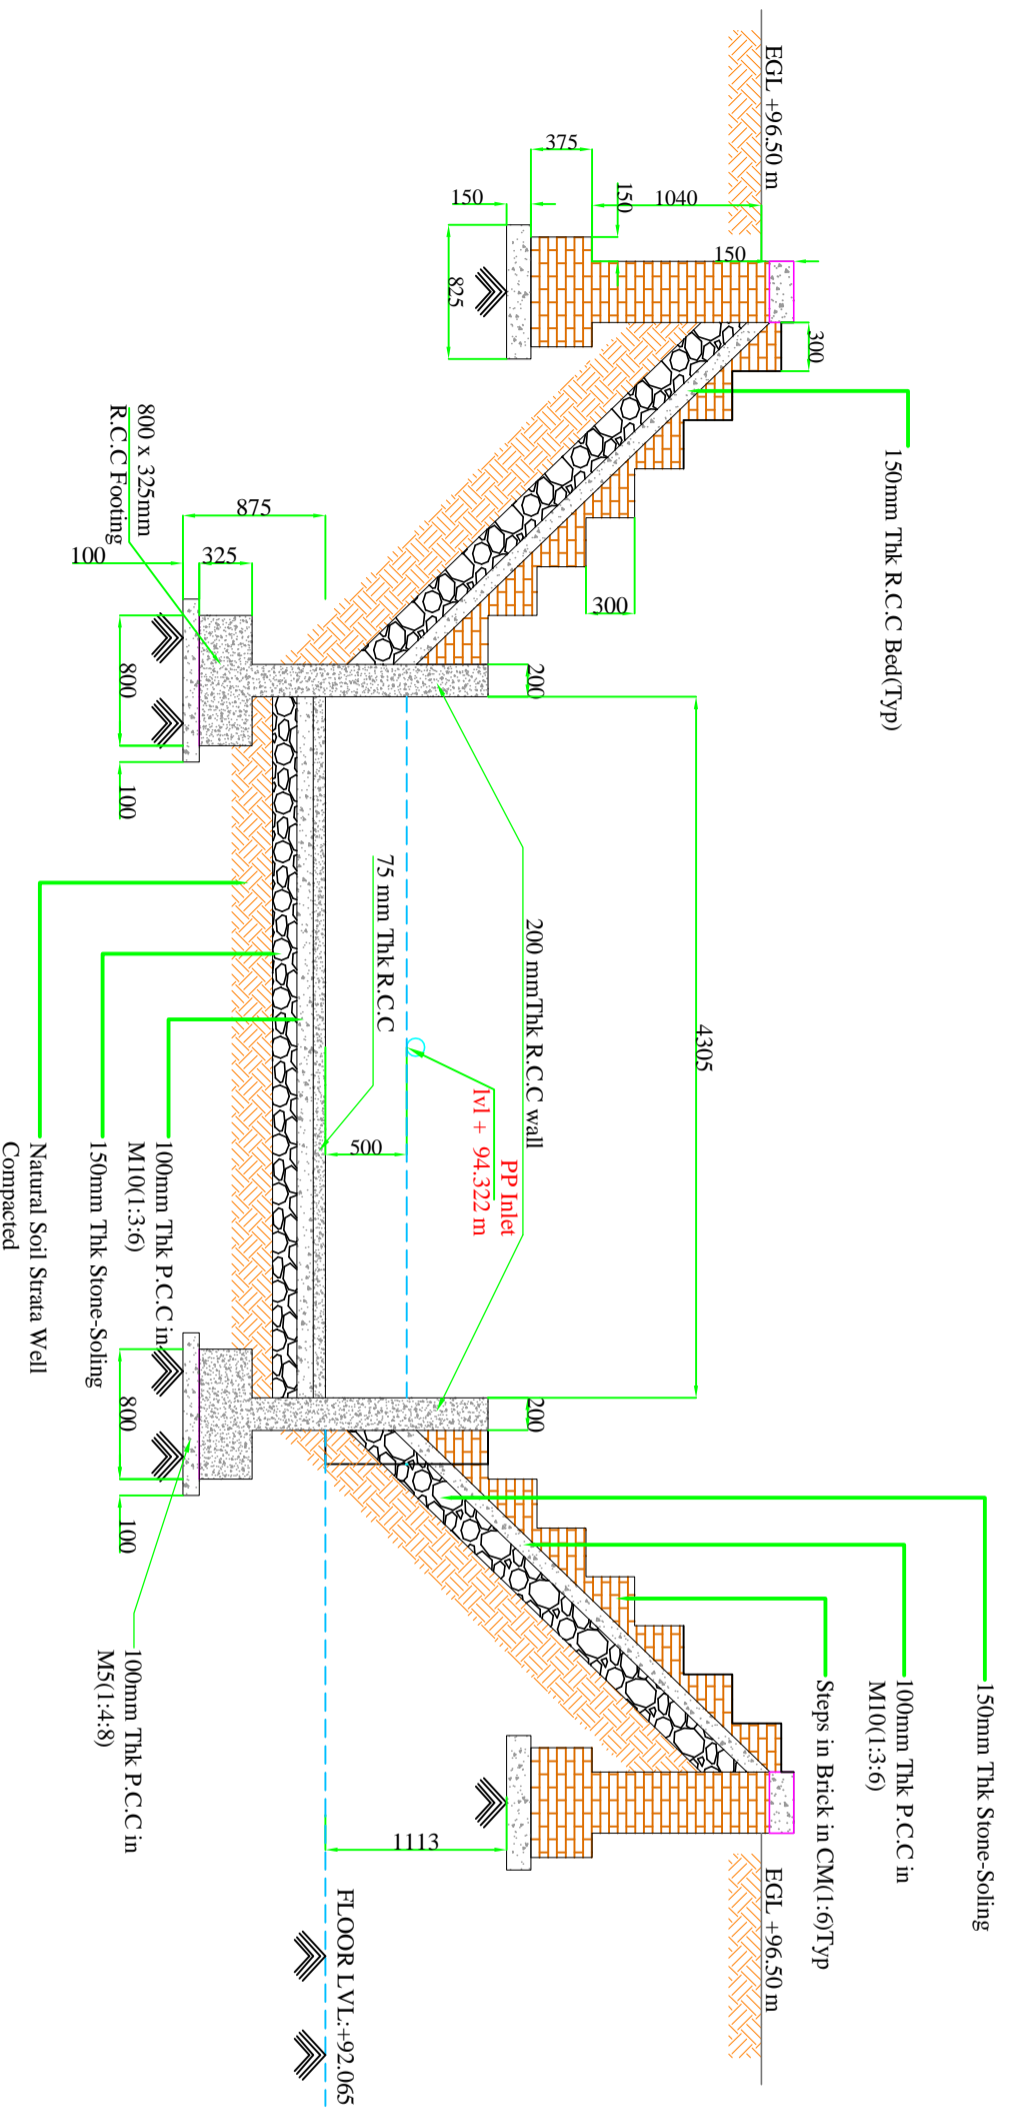 150mm Thk Stone-Soling
100mm Thk P.C.C in
M10(1:3:6)
150mm Thk R.C.C Bed(Typ)
Steps in Brick in CM(1:6)Typ
EGL +96.50 m
EGL +96.50 m
300
150
4305
1040
150
375
300
200
200
200 mmThk R.C.C wall
PP Inlet
lvl + 94.322 m
150
825
1113
75 mm Thk R.C.C
500
FLOOR LVL:+92.065
875
325
100
800 x 325mm
R.C.C Footing
800
100
800
100
100mm Thk P.C.C in
M10(1:3:6)
100mm Thk P.C.C in
M5(1:4:8)
150mm Thk Stone-Soling
Natural Soil Strata Well
Compacted